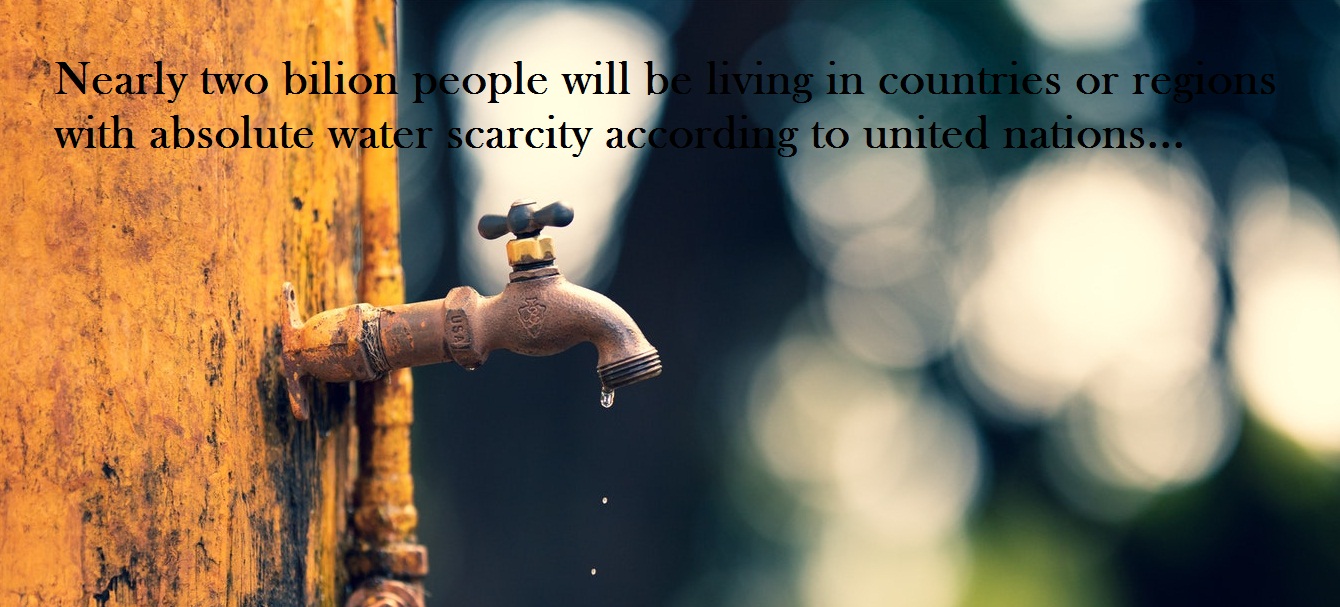 Nearly two bilion people will be living in countries or regions
with absolute water scarcity according to united nations...
USA